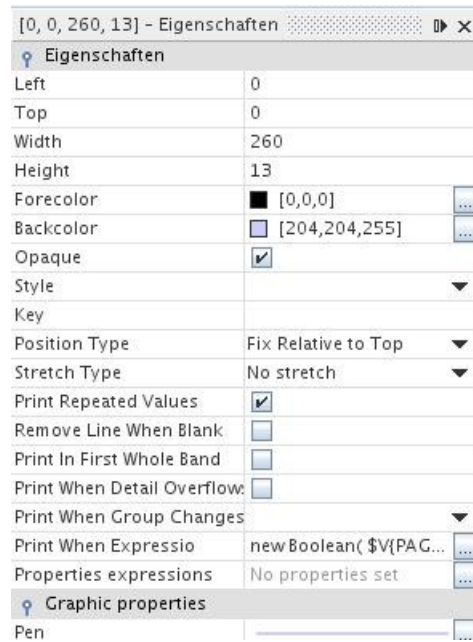 [0, 0, 260, 13] - Eigenschaften
Eigenschaften
Left 0
Top 0
Width 260
Height 13
Forecolor [0,0,0] ...
Backcolor [204,204,255] ...
Opaque
Style
Key
Position Type Fix Relative to Top
Stretch Type No stretch
Print Repeated Values
Remove Line When Blank
Print In First Whole Band
Print When Detail Overflows
Print When Group Changes
Print When Expressio new Boolean( $V{PAG... ...
Properties expressions No properties set ...
Graphic properties
Pen ...